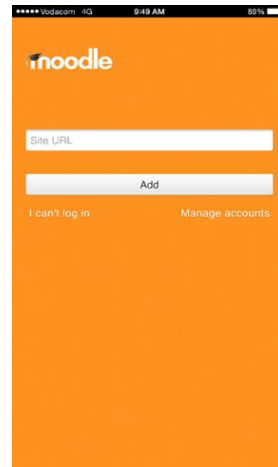 Vodacom 4G 9:49 AM 89%
moodle
Site URL
Add
I can't log in Manage accounts